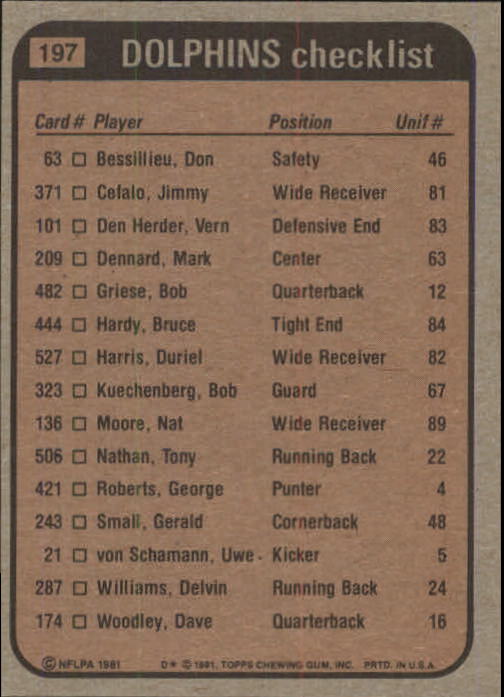 197 DOLPHINS checklist
Card # Player Position Unif #
63 □ Bessillieu, Don Safety 46
371 □ Cefalo, Jimmy Wide Receiver 81
101 □ Den Herder, Vern Defensive End 83
209 □ Dennard, Mark Center 63
482 □ Griese, Bob Quarterback 12
444 □ Hardy, Bruce Tight End 84
527 □ Harris, Duriel Wide Receiver 82
323 □ Kuechenberg, Bob Guard 67
136 □ Moore, Nat Wide Receiver 89
506 □ Nathan, Tony Running Back 22
421 □ Roberts, George Punter 4
243 □ Small, Gerald Cornerback 48
21 □ von Schamann, Uwe - Kicker 5
287 □ Williams, Delvin Running Back 24
174 □ Woodley, Dave Quarterback 16
© NFLPA 1981 D★ © 1981, TOPPS CHEWING GUM, INC. PRTD. IN U.S.A.